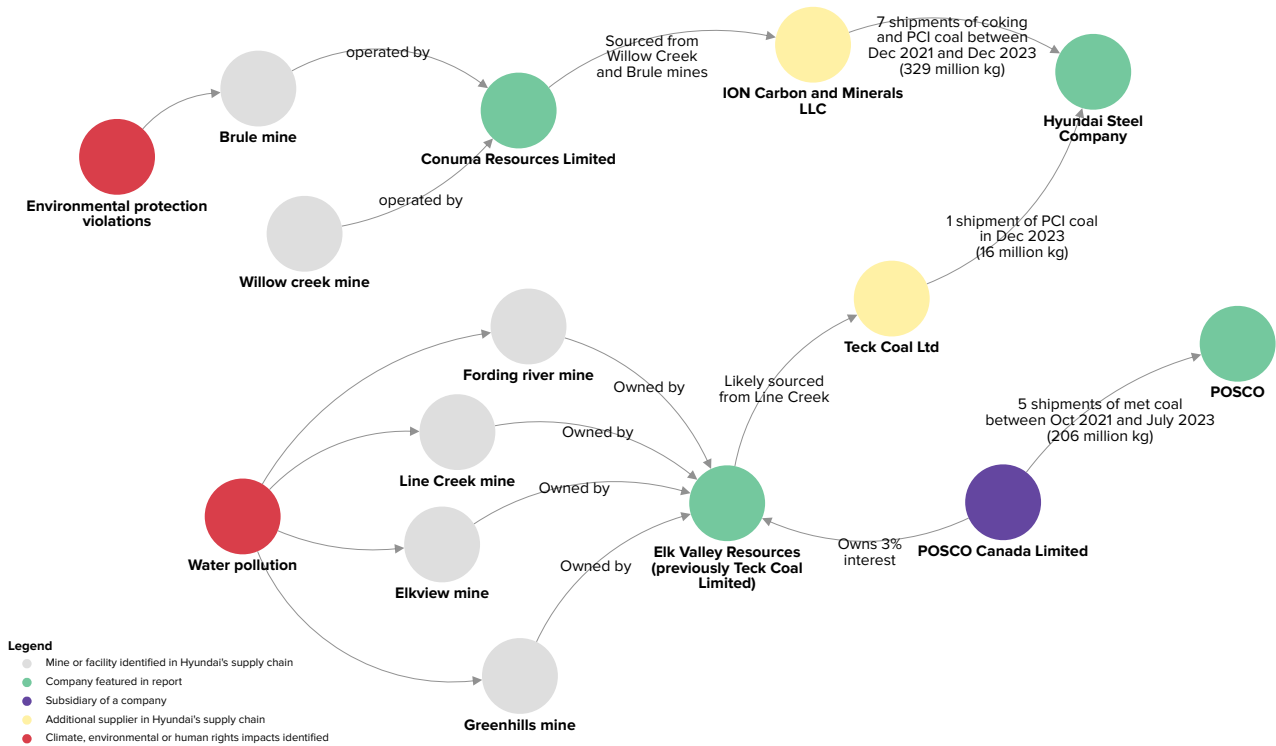 operated by
Brule mine
Environmental protection
violations
operated by
Willow creek mine
Conuma Resources Limited
Sourced from
Willow Creek
and Brule mines
ION Carbon and Minerals
LLC
7 shipments of coking
and PCI coal between
Dec 2021 and Dec 2023
(329 million kg)
Hyundai Steel
Company
1 shipment of PCI coal
in Dec 2023
(16 million kg)
Teck Coal Ltd
Likely sourced
from Line Creek
Fording river mine
Owned by
Line Creek mine
Owned by
Elkview mine
Owned by
Water pollution
Greenhills mine
Owned by
Elk Valley Resources
(previously Teck Coal
Limited)
Owns 3%
interest
POSCO Canada Limited
5 shipments of met coal
between Oct 2021 and July 2023
(206 million kg)
POSCO
Legend
Mine or facility identified in Hyundai's supply chain
Company featured in report
Subsidiary of a company
Additional supplier in Hyundai's supply chain
Climate, environmental or human rights impacts identified